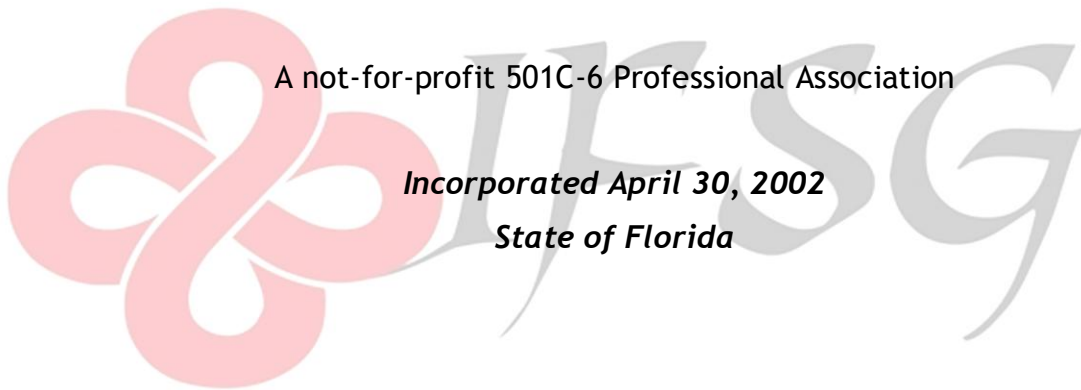 A not-for-profit 501C-6 Professional Association
IFSG
Incorporated April 30, 2002
State of Florida